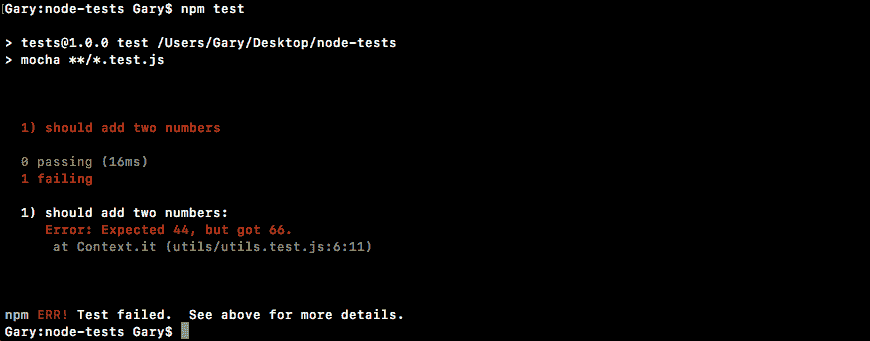 Gary:node-tests Gary$ npm test
> tests@1.0.0 test /Users/Gary/Desktop/node-tests
> mocha **/*.test.js
1) should add two numbers
0 passing (16ms)
1 failing
1) should add two numbers:
Error: Expected 44, but got 66.
at Context.it (utils/utils.test.js:6:11)
npm ERR! Test failed.  See above for more details.
Gary:node-tests Gary$